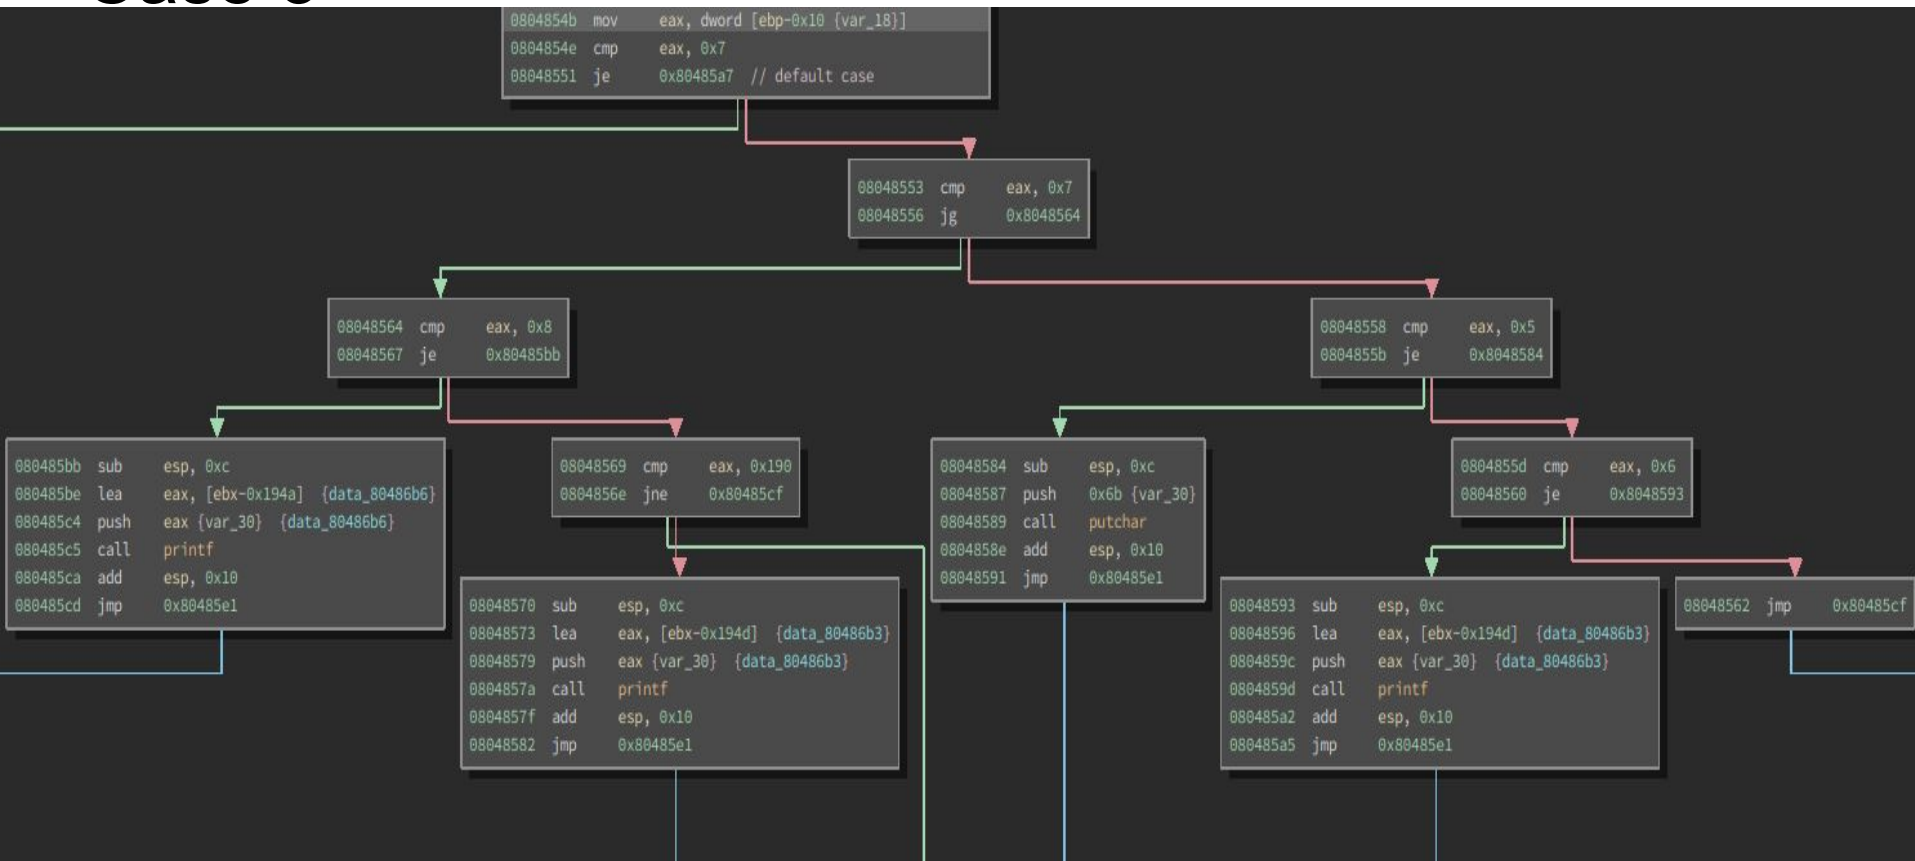 0804854b mov eax, dword [ebp-0x10 {var_18}]
0804854e cmp eax, 0x7
08048551 je 0x80485a7 // default case
08048553 cmp eax, 0x7
08048556 jg 0x8048564
08048564 cmp eax, 0x8
08048567 je 0x80485bb
08048558 cmp eax, 0x5
0804855b je 0x8048584
080485bb sub esp, 0xc
080485be lea eax, [ebx-0x194a] {data_80486b6}
080485c4 push eax {var_30} {data_80486b6}
080485c5 call printf
080485ca add esp, 0x10
080485cd jmp 0x80485e1
08048569 cmp eax, 0x190
0804856e jne 0x80485cf
08048584 sub esp, 0xc
08048587 push 0x6b {var_30}
08048589 call putchar
0804858e add esp, 0x10
08048591 jmp 0x80485e1
0804855d cmp eax, 0x6
08048560 je 0x8048593
08048570 sub esp, 0xc
08048573 lea eax, [ebx-0x194d] {data_80486b3}
08048579 push eax {var_30} {data_80486b3}
0804857a call printf
0804857f add esp, 0x10
08048582 jmp 0x80485e1
08048593 sub esp, 0xc
08048596 lea eax, [ebx-0x194d] {data_80486b3}
0804859c push eax {var_30} {data_80486b3}
0804859d call printf
080485a2 add esp, 0x10
080485a5 jmp 0x80485e1
08048562 jmp 0x80485cf